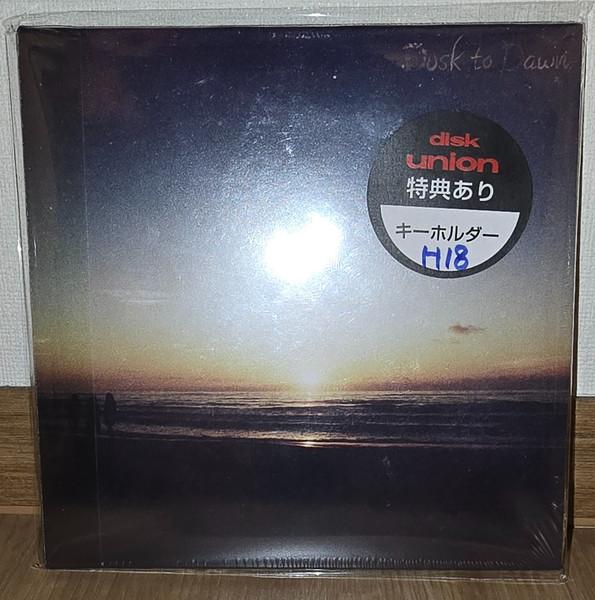 Dusk to Dawn
disk
union
特典あり
キーホルダー
H18